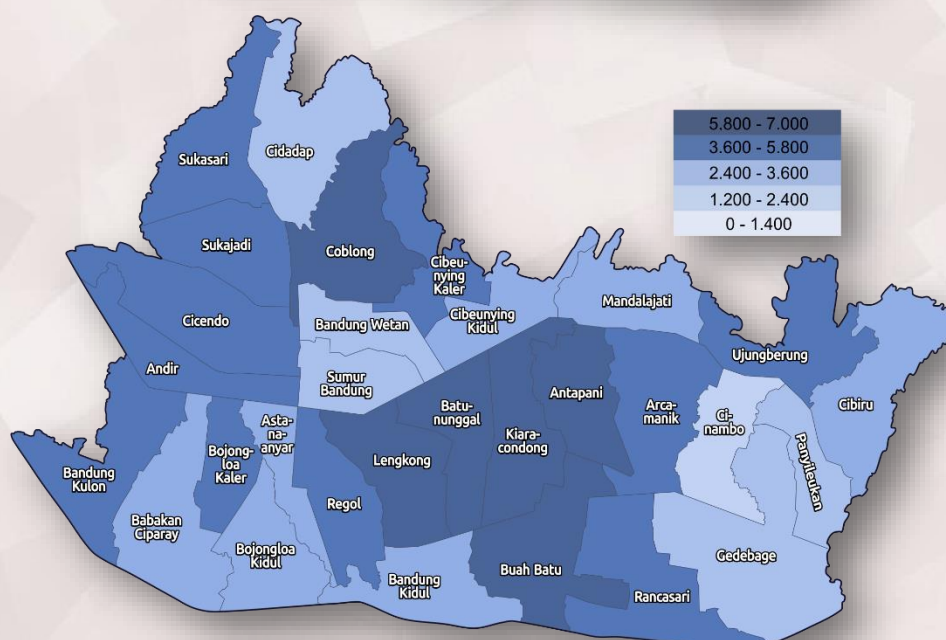 5.800 - 7.000
3.600 - 5.800
2.400 - 3.600
1.200 - 2.400
0 - 1.400
Sukasari
Cidadap
Sukajadi
Coblong
Cibeu-
nying
Kaler
Cicendo
Bandung Wetan
Cibeunying
Kidul
Mandalajati
Ujungberung
Andir
Sumur
Bandung
Cibiru
Antapani
Arca-
manik
Ci-
nambo
Panyileukan
Batu-
nunggal
Kiara-
condong
Asta-
naanyar
Bojong-
loa
Kaler
Lengkong
Bandung
Kulon
Regol
Babakan
Ciparay
Bojongloa
Kidul
Bandung
Kidul
Buah Batu
Gedebage
Rancasari